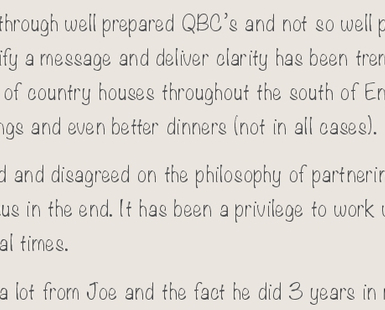 through well prepared QBC's and not so well p
ify a message and deliver clarity has been tren
of country houses throughout the south of En
ngs and even better dinners (not in all cases).
d and disagreed on the philosophy of partnerin
us in the end. It has been a privilege to work
al times.
a lot from Joe and the fact he did 3 years in